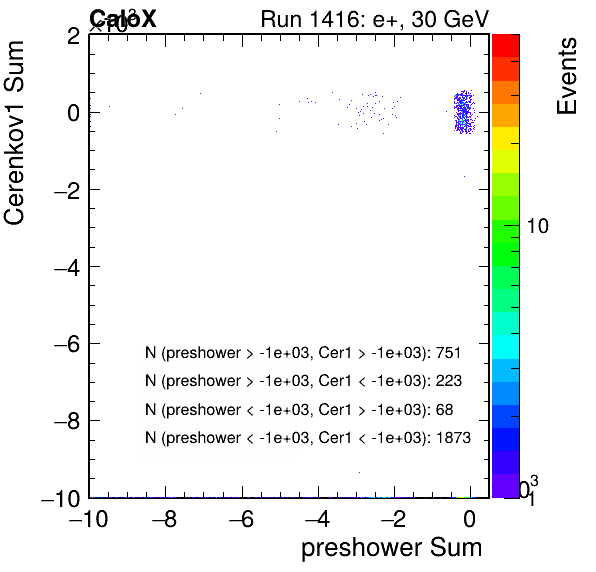 CaloX
×10³
Run 1416: e+, 30 GeV
Events
Cerenkov1 Sum
2
0
−2
−4
−6
−8
−10
10
1
N (preshower > -1e+03, Cer1 > -1e+03): 751
N (preshower > -1e+03, Cer1 < -1e+03): 223
N (preshower < -1e+03, Cer1 > -1e+03): 68
N (preshower < -1e+03, Cer1 < -1e+03): 1873
−10
−8
−6
−4
−2
0
preshower Sum